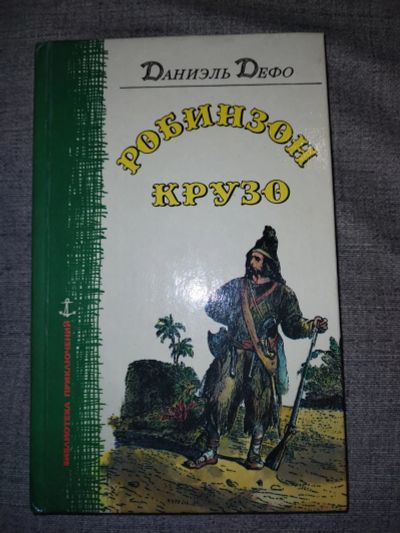 ДАНИЭЛЬ ДЕФО
РОБИНЗОН
КРУЗО
БИБЛИОТЕКА ПРИКЛЮЧЕНИЙ